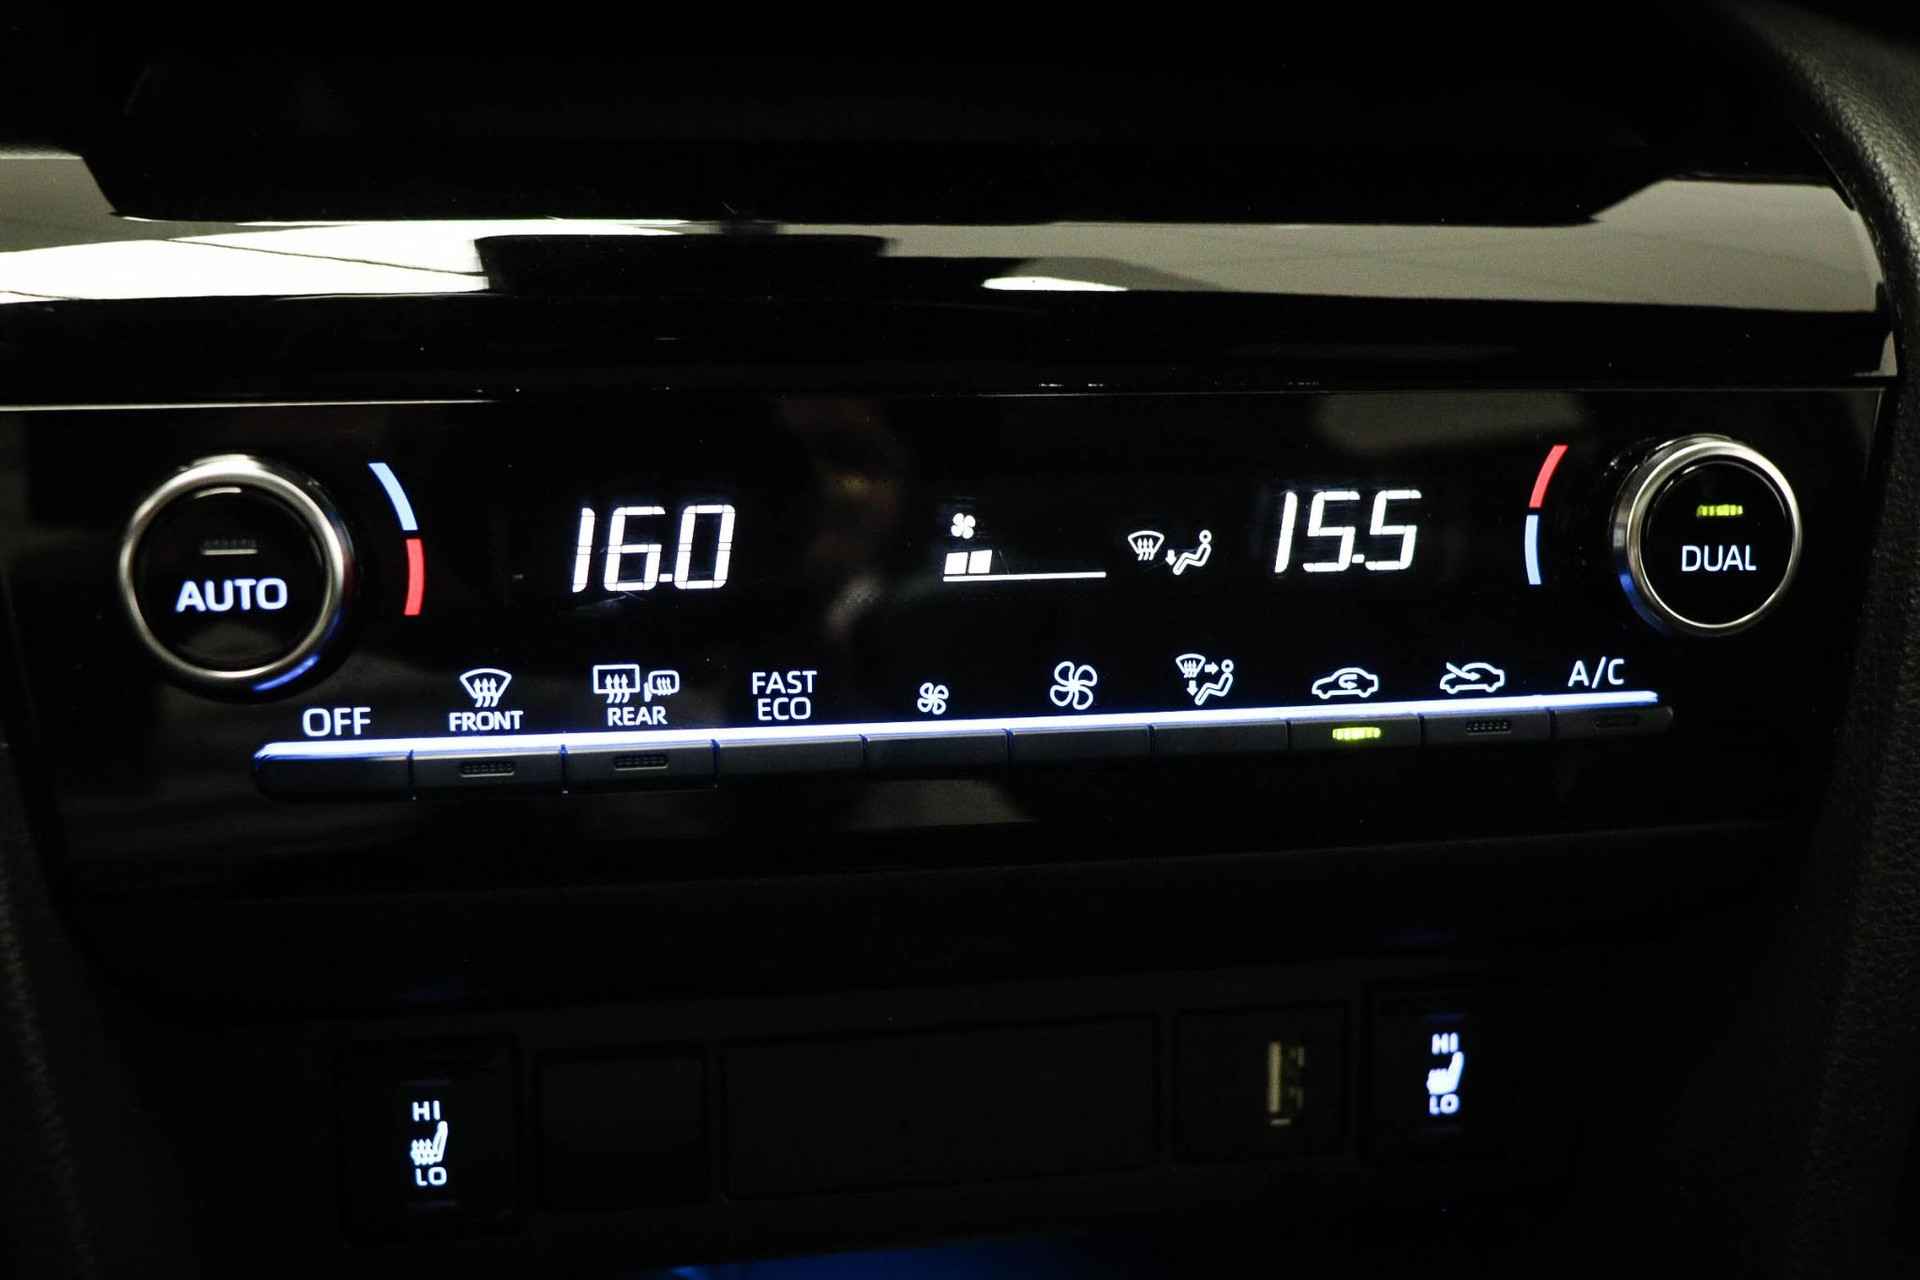 16.0
15.5
AUTO
DUAL
OFF
FRONT
REAR
FAST
ECO
A/C
HI
LO
HI
LO